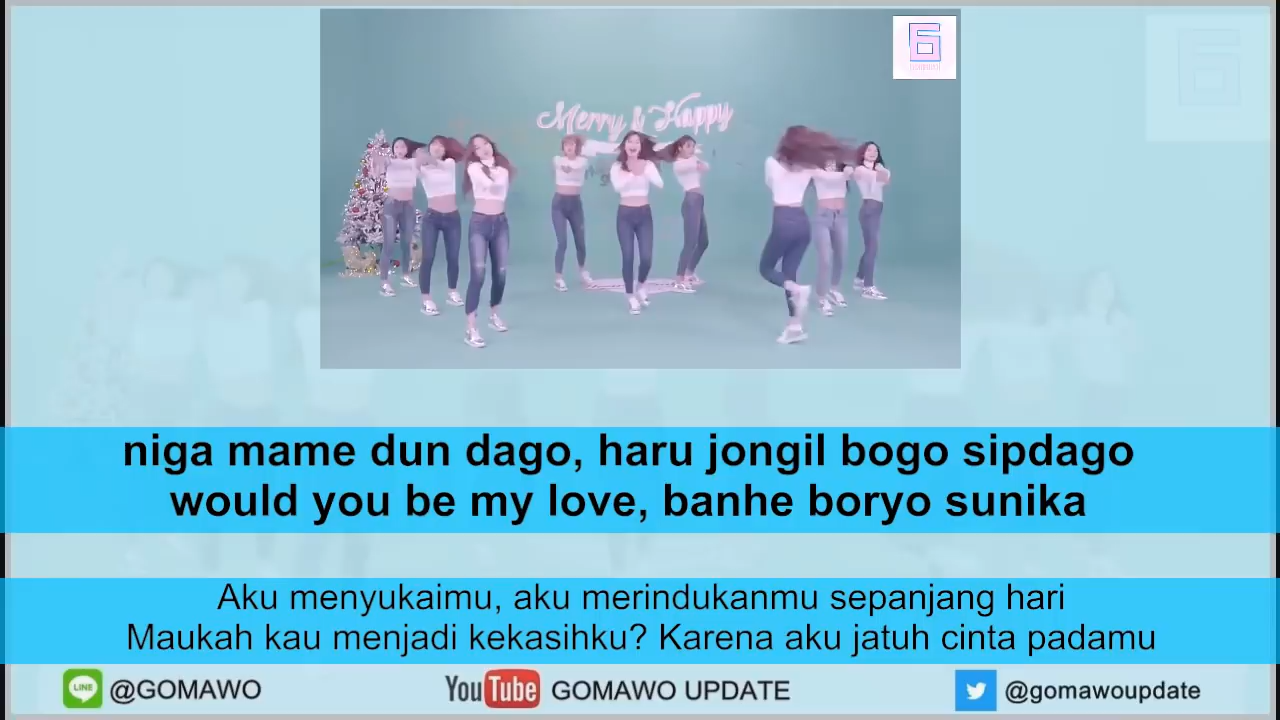 6
Merry & Happy
niga mame dun dago, haru jongil bogo sipdago
would you be my love, banhe boryo sunika
Aku menyukaimu, aku merindukanmu sepanjang hari
Maukah kau menjadi kekasihku? Karena aku jatuh cinta padamu
LINE @GOMAWO YouTube GOMAWO UPDATE @gomawoupdate